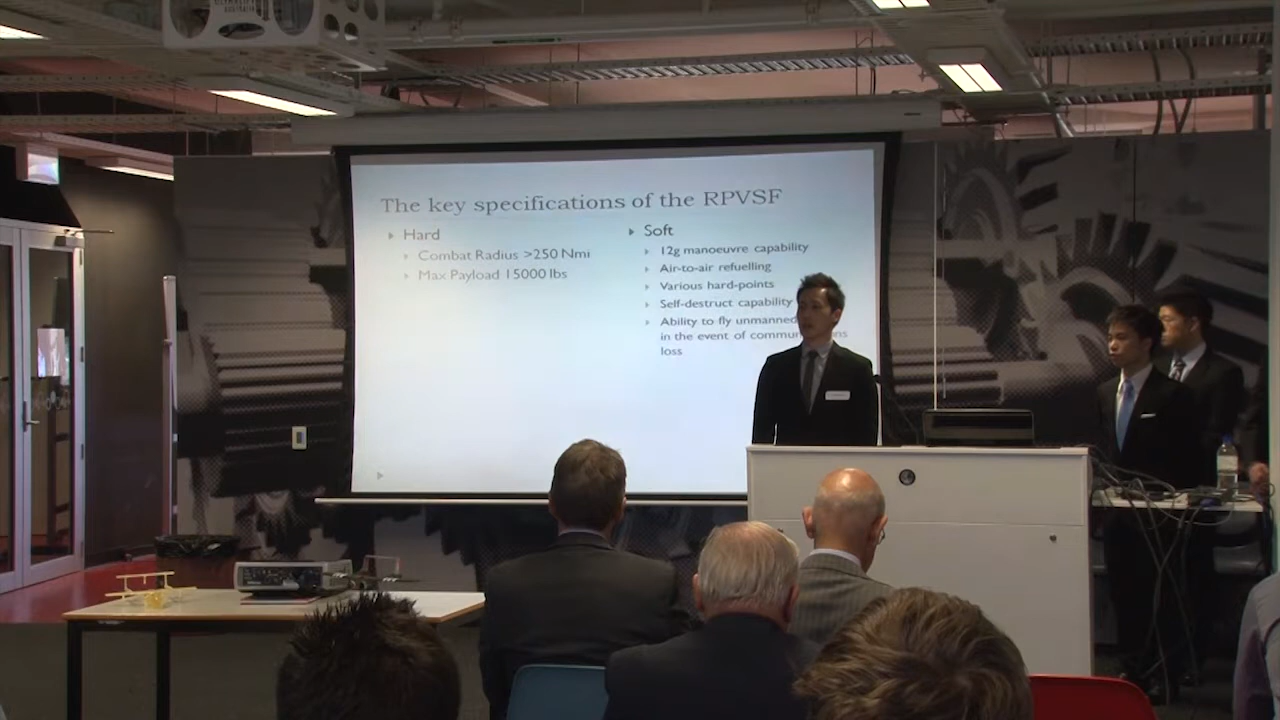 The key specifications of the RPVSF
Hard
Combat Radius >250 Nmi
Max Payload 15000 lbs
Soft
12g manoeuvre capability
Air-to-air refuelling
Various hard-points
Self-destruct capability
Ability to fly unmanned
in the event of
loss